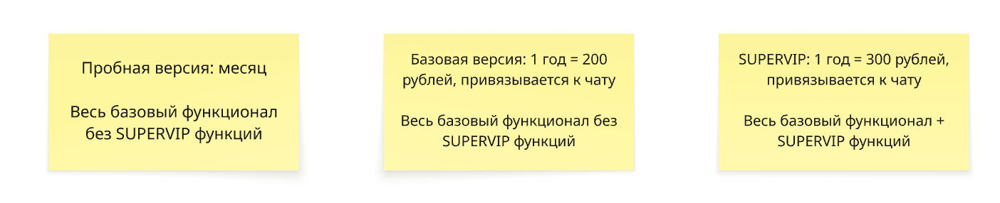 Пробная версия: месяц
Весь базовый функционал
без SUPERVIP функций
Базовая версия: 1 год = 200
рублей, привязывается к чату
Весь базовый функционал без
SUPERVIP функций
SUPERVIP: 1 год = 300 рублей,
привязывается к чату
Весь базовый функционал +
SUPERVIP функций